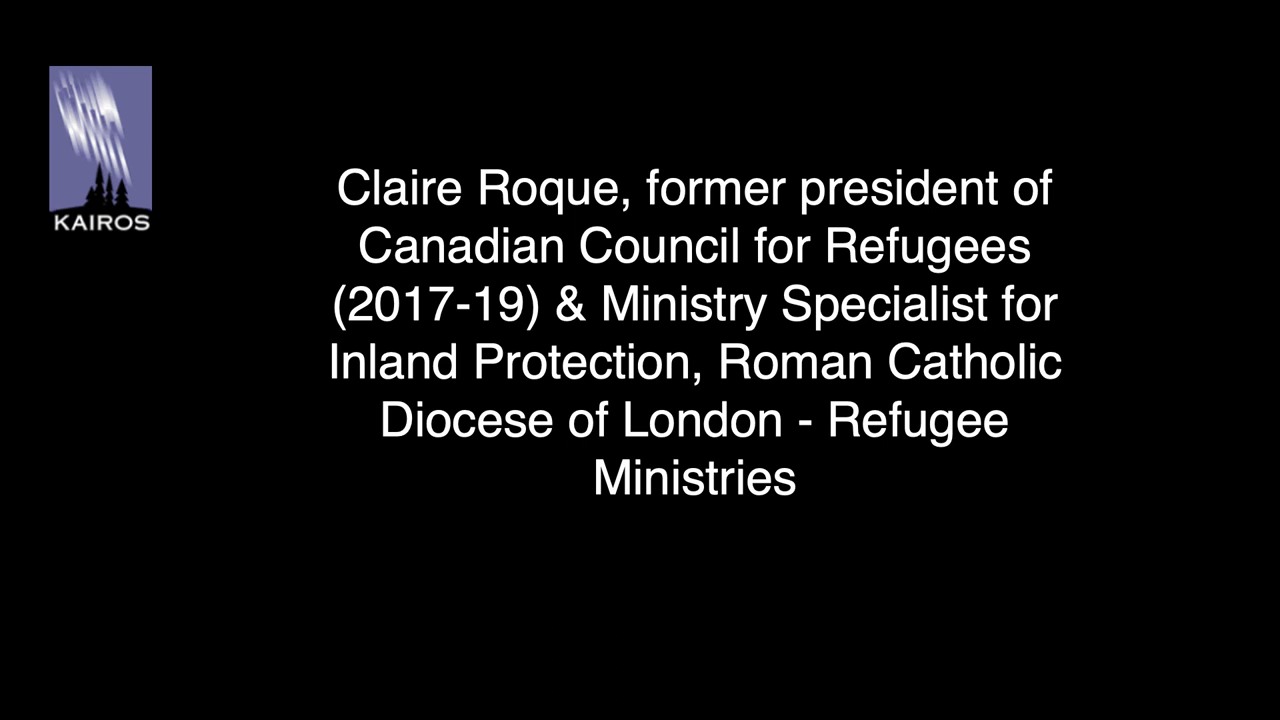 KAIROS
Claire Roque, former president of
Canadian Council for Refugees
(2017-19) & Ministry Specialist for
Inland Protection, Roman Catholic
Diocese of London - Refugee
Ministries